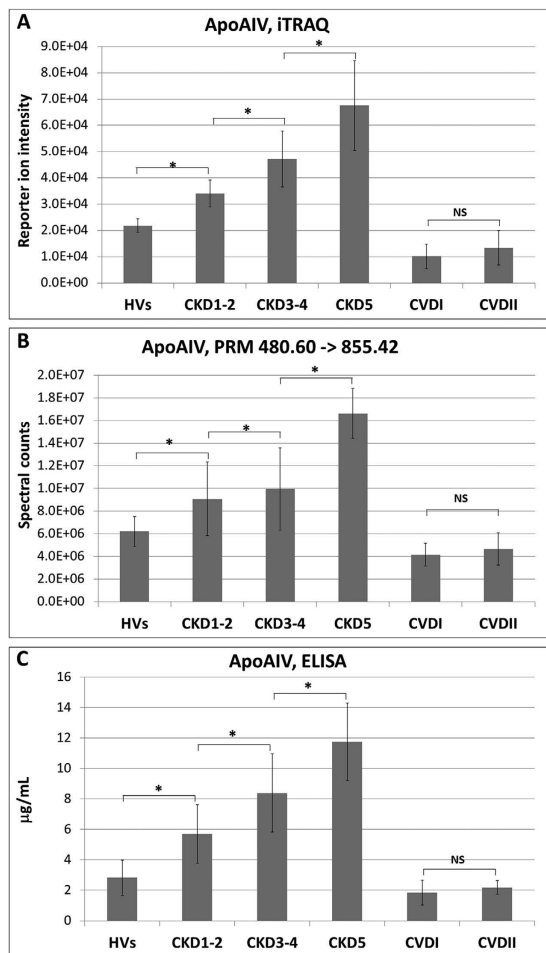 A
ApoAIV, iTRAQ
Reporter ion intensity
9.0E+04
8.0E+04
7.0E+04
6.0E+04
5.0E+04
4.0E+04
3.0E+04
2.0E+04
1.0E+04
0.0E+00
*
*
*
NS
HVs CKD1-2 CKD3-4 CKD5 CVDI CVDII
B
ApoAIV, PRM 480.60 -> 855.42
Spectral counts
2.0E+07
1.8E+07
1.6E+07
1.4E+07
1.2E+07
1.0E+07
8.0E+06
6.0E+06
4.0E+06
2.0E+06
0.0E+00
*
*
*
NS
HVs CKD1-2 CKD3-4 CKD5 CVDI CVDII
C
ApoAIV, ELISA
μg/mL
16
14
12
10
8
6
4
2
0
*
*
*
NS
HVs CKD1-2 CKD3-4 CKD5 CVDI CVDII